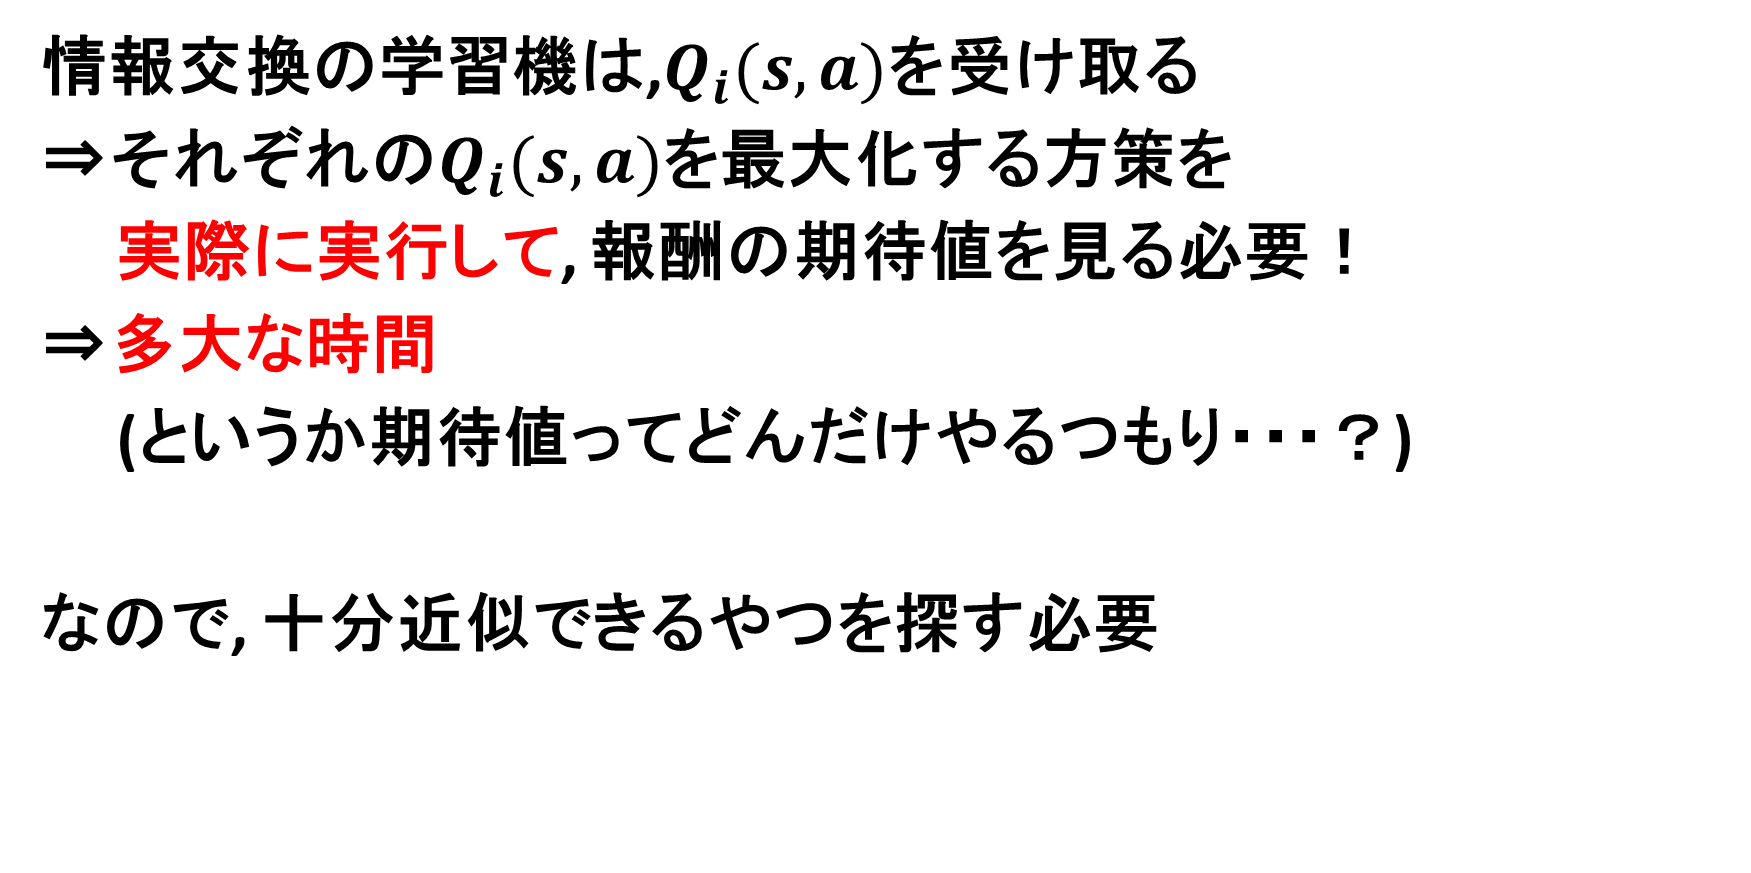 情報交換の学習機は,Qi(s,a)を受け取る
⇒それぞれのQi(s,a)を最大化する方策を
実際に実行して,報酬の期待値を見る必要！
⇒多大な時間
(というか期待値ってどんだけやるつもり・・・？)
なので,十分近似できるやつを探す必要